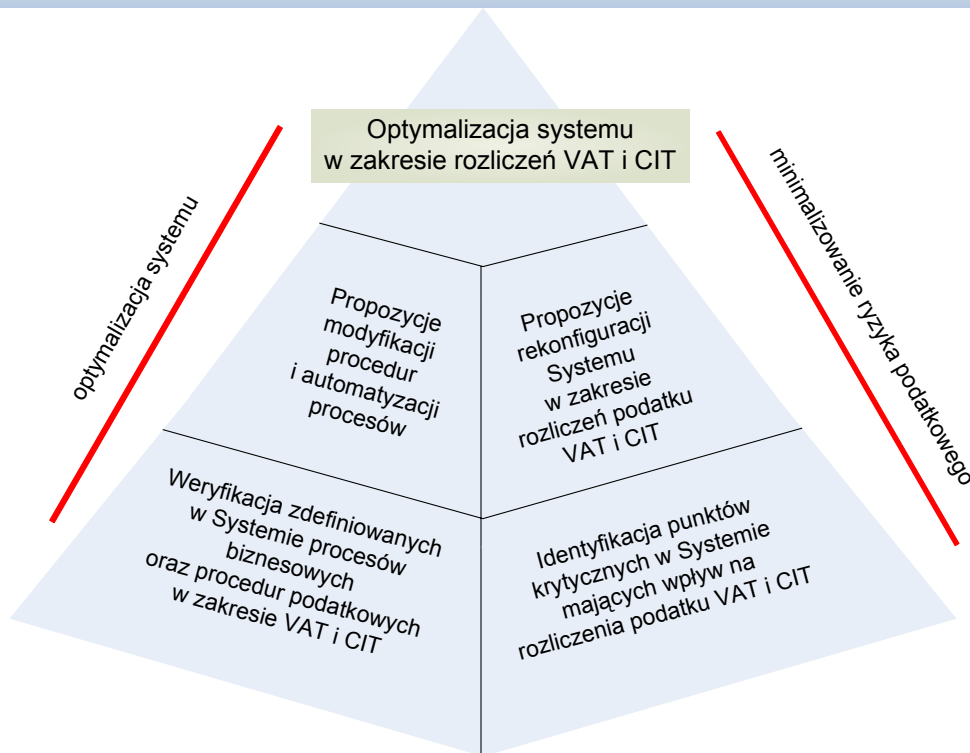 Optymalizacja systemu
w zakresie rozliczeń VAT i CIT
optymalizacja systemu
minimalizowanie ryzyka podatkowego
Propozycje
modyfikacji
procedur
i automatyzacji
procesów
Propozycje
rekonfiguracji
Systemu
w zakresie
rozliczeń podatku
VAT i CIT
Weryfikacja zdefiniowanych
w Systemie procesów
biznesowych
oraz procedur podatkowych
w zakresie VAT i CIT
Identyfikacja punktów
krytycznych w Systemie
mających wpływ na
rozliczenia podatku VAT i CIT